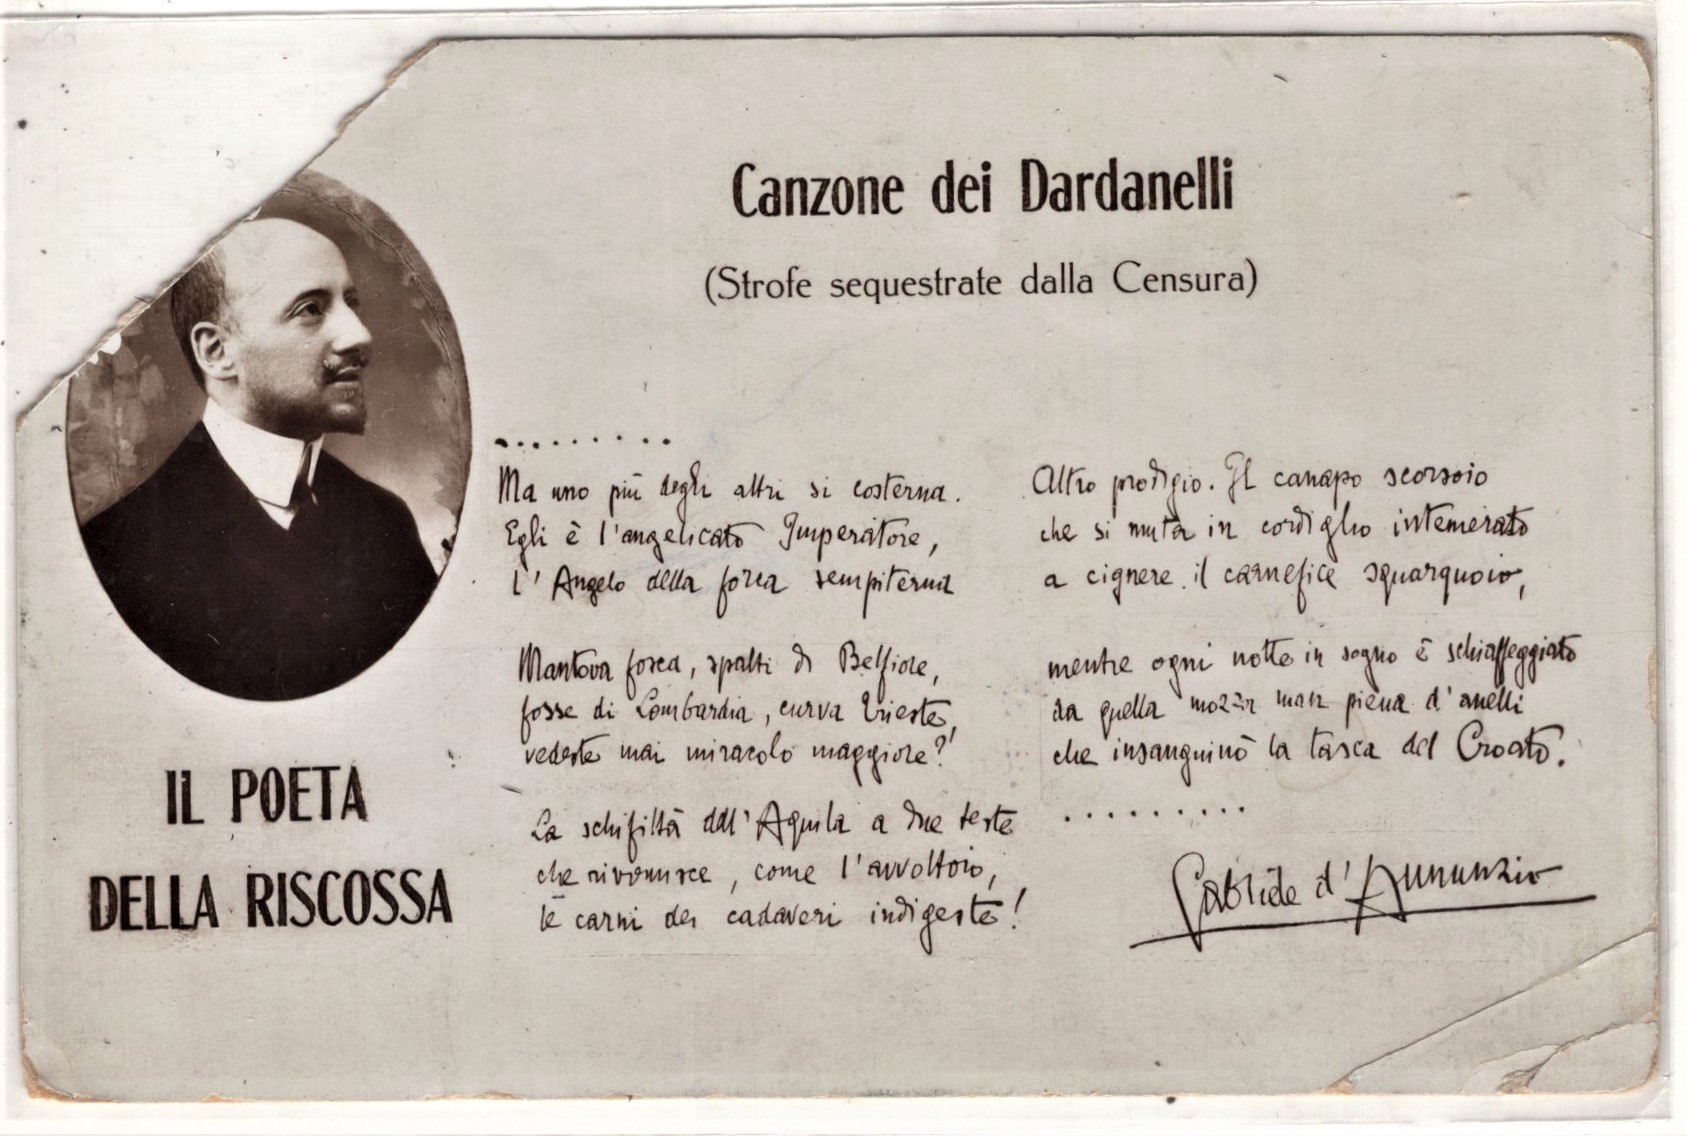 Canzone dei Dardanelli
(Strofe sequestrate dalla Censura)
IL POETA
DELLA RISCOSSA
.........
Ma uno più degli altri si costerna.
Egli è l'angelicato Imperatore,
l'Angelo della forca sempiterna
Mantova fosca, spalti di Belfiore,
fosse di Lombardia, curva Trieste,
vedeste mai miracolo maggiore?
La schifiltà dell'Aquila a due teste
che rivomisce, come l'avvoltoio,
le carni dei cadaveri indigeste!
Altro prodigio. Il canapo scorsoio
che si muta in cordiglio intemerato
a cignere il carnefice squarquoio,
mentre ogni notte in sogno è schiaffeggiato
da quella mozza man piena d'anelli
che insanguinò la tasca del Croato.
.........
Gabriele d'Annunzio